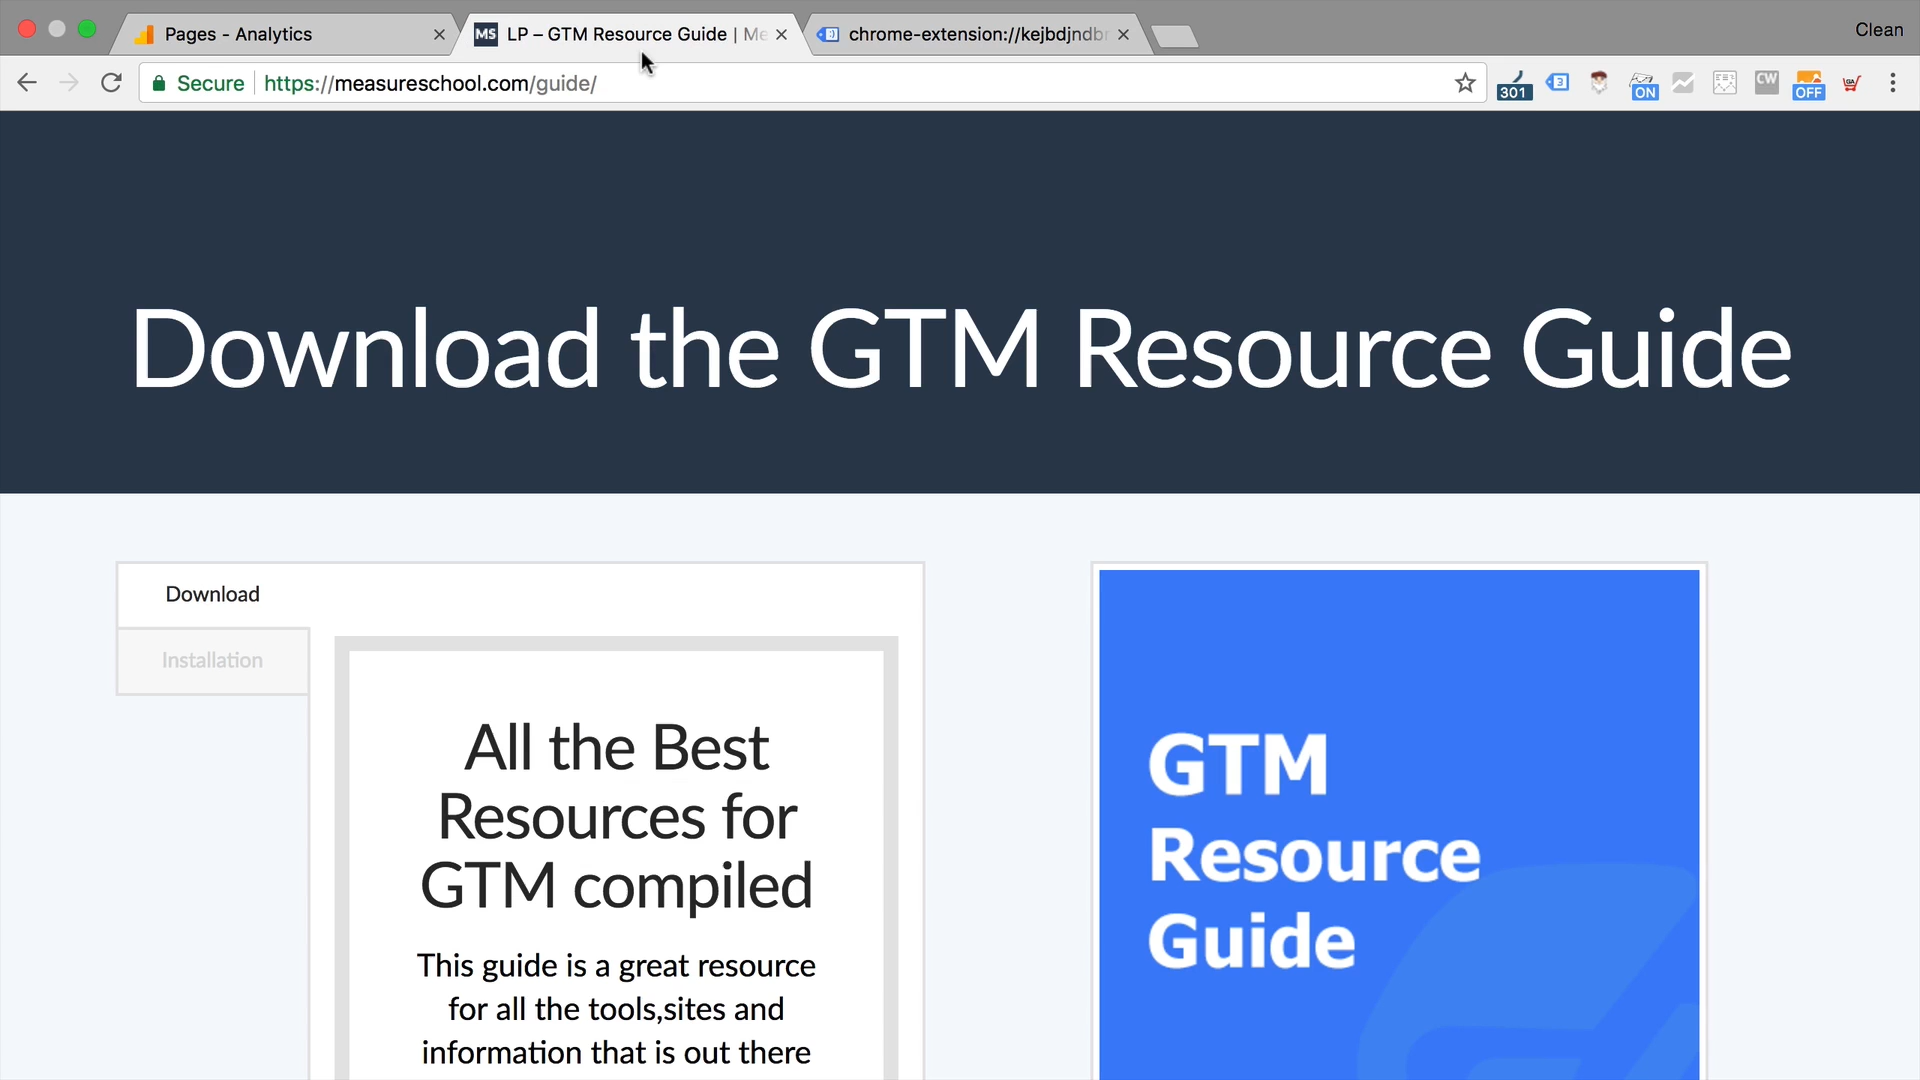 Pages - Analytics
MS LP – GTM Resource Guide | Me
chrome-extension://kejbdjndb
Clean
Secure https://measureschool.com/guide/
301 3 ON CW OFF
Download the GTM Resource Guide
Download
Installation
All the Best
Resources for
GTM compiled
This guide is a great resource
for all the tools,sites and
information that is out there
GTM
Resource
Guide